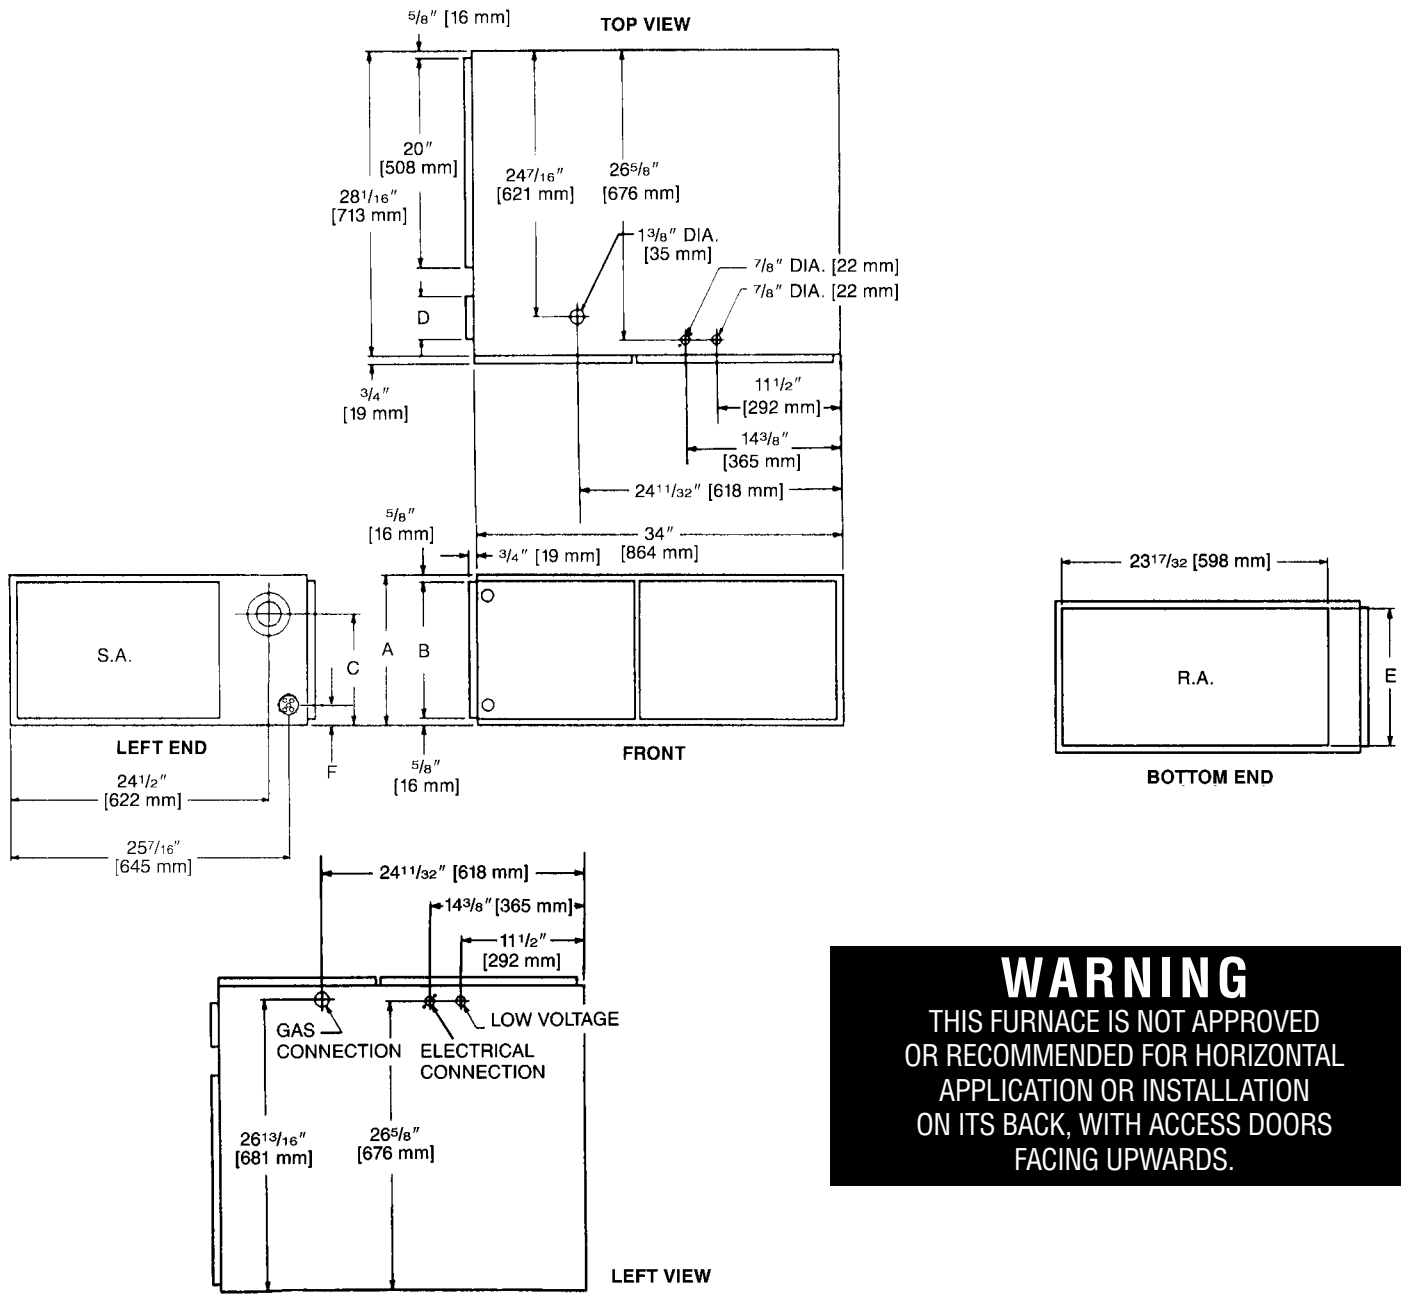 5/8" [16 mm]
TOP VIEW
20"
[508 mm]
28 1/16"
[713 mm]
24 7/16"
[621 mm]
26 5/8"
[676 mm]
1 3/8" DIA.
[35 mm]
7/8" DIA. [22 mm]
7/8" DIA. [22 mm]
D
3/4"
[19 mm]
11 1/2"
[292 mm]
14 3/8"
[365 mm]
24 11/32" [618 mm]
5/8"
[16 mm]
34"
[864 mm]
3/4" [19 mm]
S.A.
C
A
B
F
LEFT END
24 1/2"
[622 mm]
25 7/16"
[645 mm]
5/8"
[16 mm]
FRONT
23 17/32 [598 mm]
R.A.
E
BOTTOM END
24 11/32" [618 mm]
14 3/8" [365 mm]
11 1/2"
[292 mm]
GAS
CONNECTION
ELECTRICAL
CONNECTION
LOW VOLTAGE
26 13/16"
[681 mm]
26 5/8"
[676 mm]
LEFT VIEW
WARNING
THIS FURNACE IS NOT APPROVED
OR RECOMMENDED FOR HORIZONTAL
APPLICATION OR INSTALLATION
ON ITS BACK, WITH ACCESS DOORS
FACING UPWARDS.